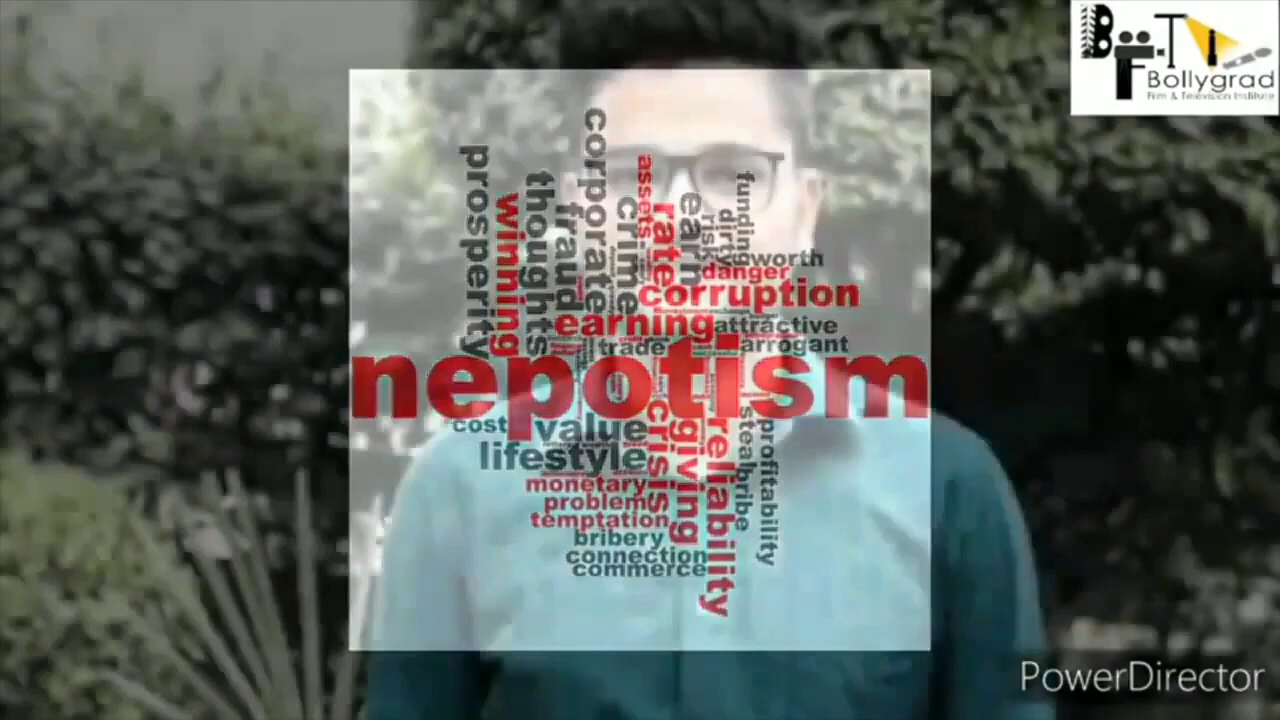 Bollygrad
Film & Television Institute
corporate
prosperity
thoughts
winning
fraud
crime
assets
rate
earn
funding
dirty
risk
worth
danger
corruption
earning
attractive
trade
arrogant
nepotism
cost
value
lifestyle
crisis
giving
reliability
steal
bribe
profitability
monetary
problem
temptation
bribery
connection
commerce
PowerDirector